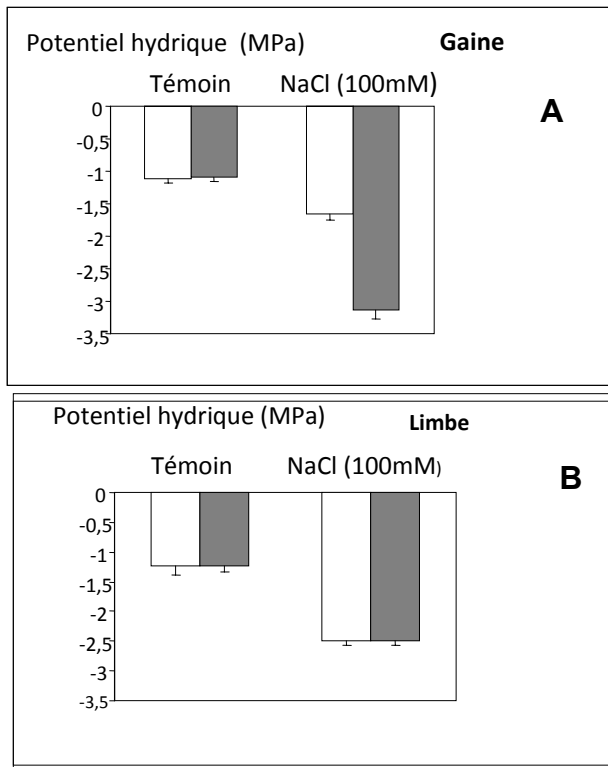 Potentiel hydrique (MPa) Gaine
Témoin NaCl (100mM)
A
0
-0,5
-1
-1,5
-2
-2,5
-3
-3,5
Potentiel hydrique (MPa) Limbe
Témoin NaCl (100mM)
B
0
-0,5
-1
-1,5
-2
-2,5
-3
-3,5